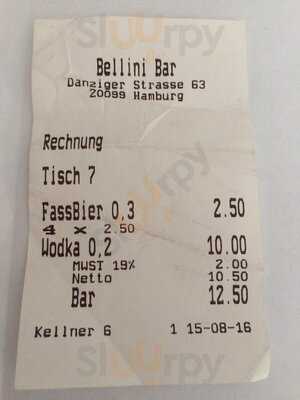 Sluurpy
Bellini Bar
Danziger Strasse 63
20099 Hamburg
Rechnung
Tisch 7
FassBier 0,3 2.50
4 x 2.50
Wodka 0,2 10.00
MWST 19% 2.00
Netto 10.50
Bar 12.50
Kellner 6 1 15-08-16
Sluurpy